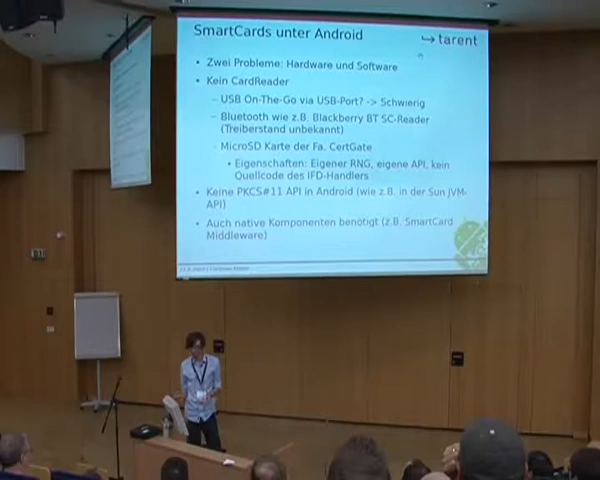 SmartCards unter Android
tarent
Zwei Probleme: Hardware und Software
Kein CardReader
USB On-The-Go via USB-Port? -> Schwierig
Bluetooth wie z.B. Blackberry BT SC-Reader
(Treiberstand unbekannt)
MicroSD Karte der Fa. CertGate
Eigenschaften: Eigener RNG, eigene API, kein
Quellcode des IFD-Handlers
Keine PKCS#11 API in Android (wie z.B. in der Sun JVM-
API)
Auch native Komponenten benötigt (z.B. SmartCard
Middleware)